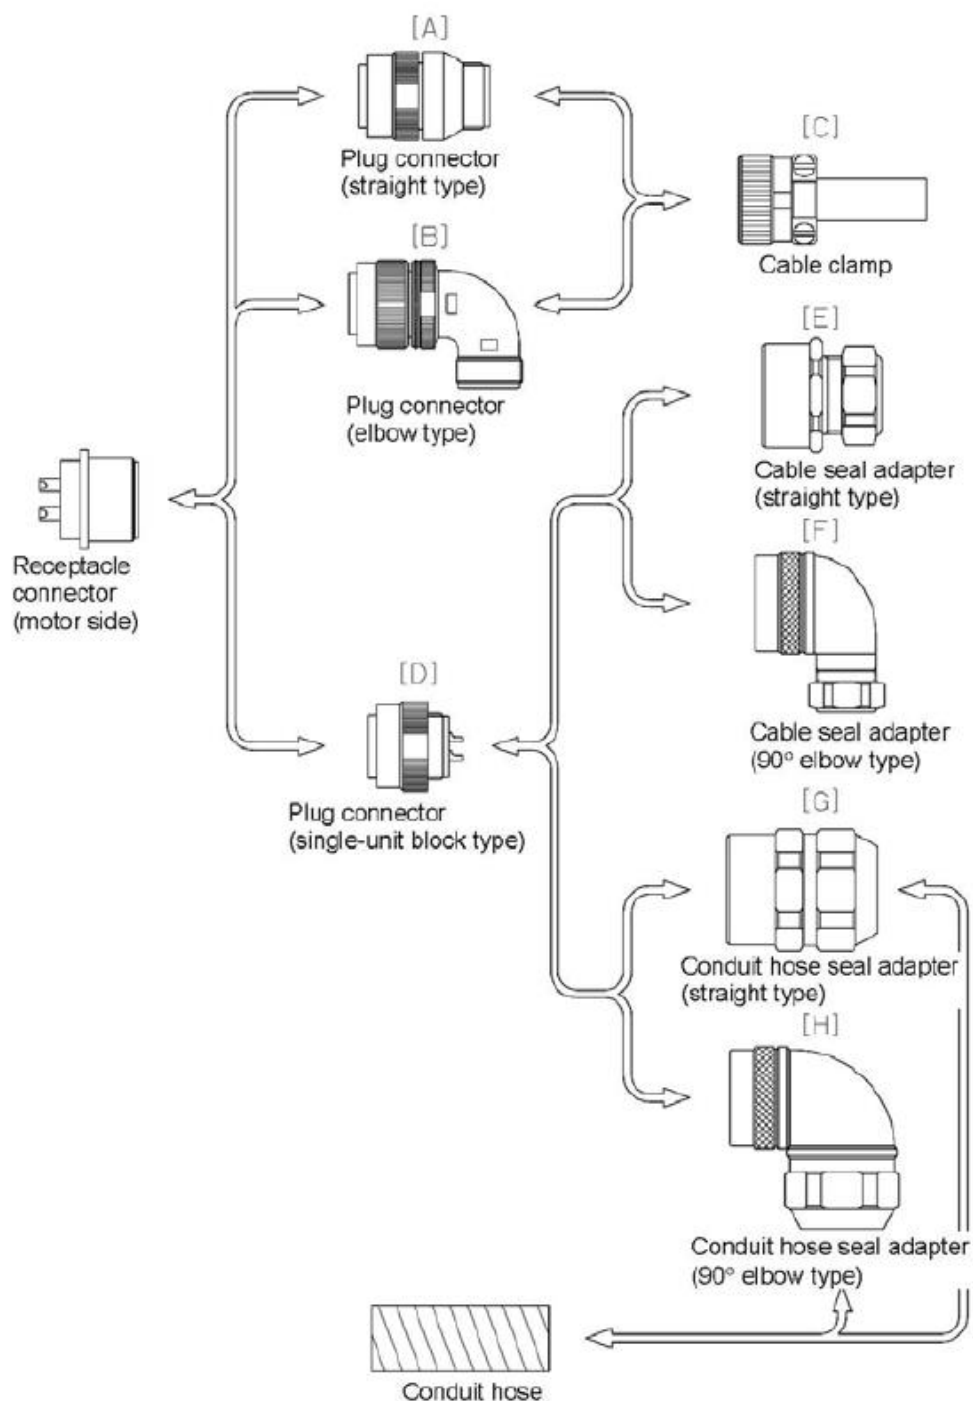 [A]
Plug connector
(straight type)
[C]
Cable clamp
[B]
Plug connector
(elbow type)
[E]
Cable seal adapter
(straight type)
Receptacle
connector
(motor side)
[F]
Cable seal adapter
(90° elbow type)
[D]
Plug connector
(single-unit block type)
[G]
Conduit hose seal adapter
(straight type)
[H]
Conduit hose seal adapter
(90° elbow type)
Conduit hose